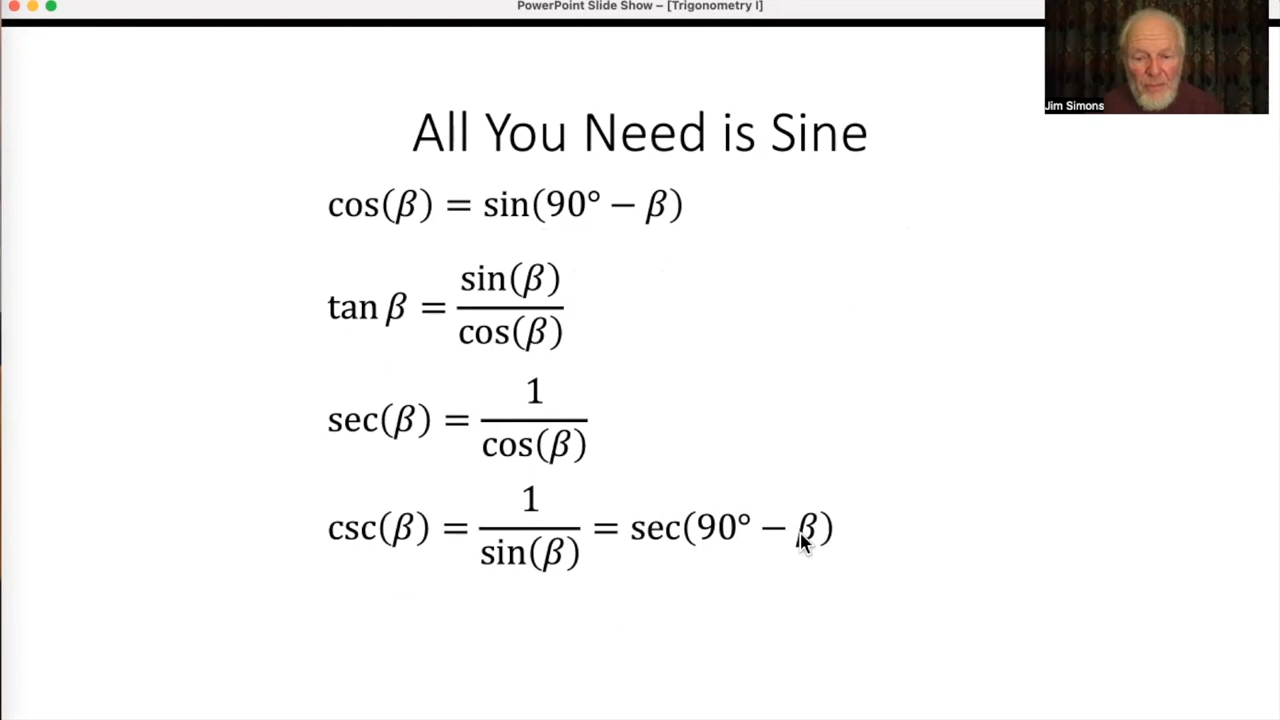 PowerPoint Slide Show – [Trigonometry I]
Jim Simons
All You Need is Sine
cos(β) = sin(90° − β)
tan β = sin(β) / cos(β)
sec(β) = 1 / cos(β)
csc(β) = 1 / sin(β) = sec(90° − β)